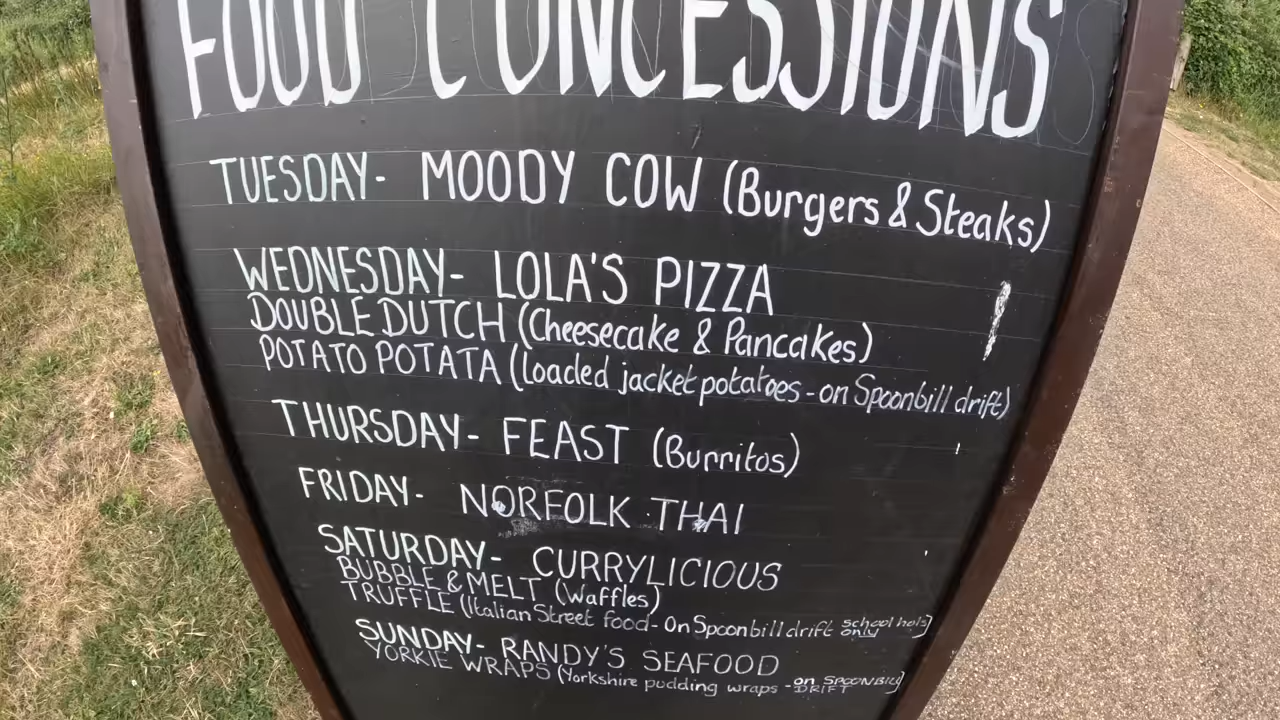 FOOD CONCESSIONS
TUESDAY- MOODY COW (Burgers & Steaks)
WEDNESDAY- LOLA'S PIZZA
DOUBLE DUTCH (Cheesecake & Pancakes)
POTATO POTATA (Loaded jacket potatoes - on Spoonbill drift)
THURSDAY- FEAST (Burritos)
FRIDAY- NORFOLK THAI
SATURDAY- CURRYLICIOUS
BUBBLE & MELT (Waffles)
TRUFFLE (Italian Street food - On Spoonbill drift school hols only)
SUNDAY- RANDY'S SEAFOOD
YORKIE WRAPS (Yorkshire pudding wraps - on SPOONBILL DRIFT)